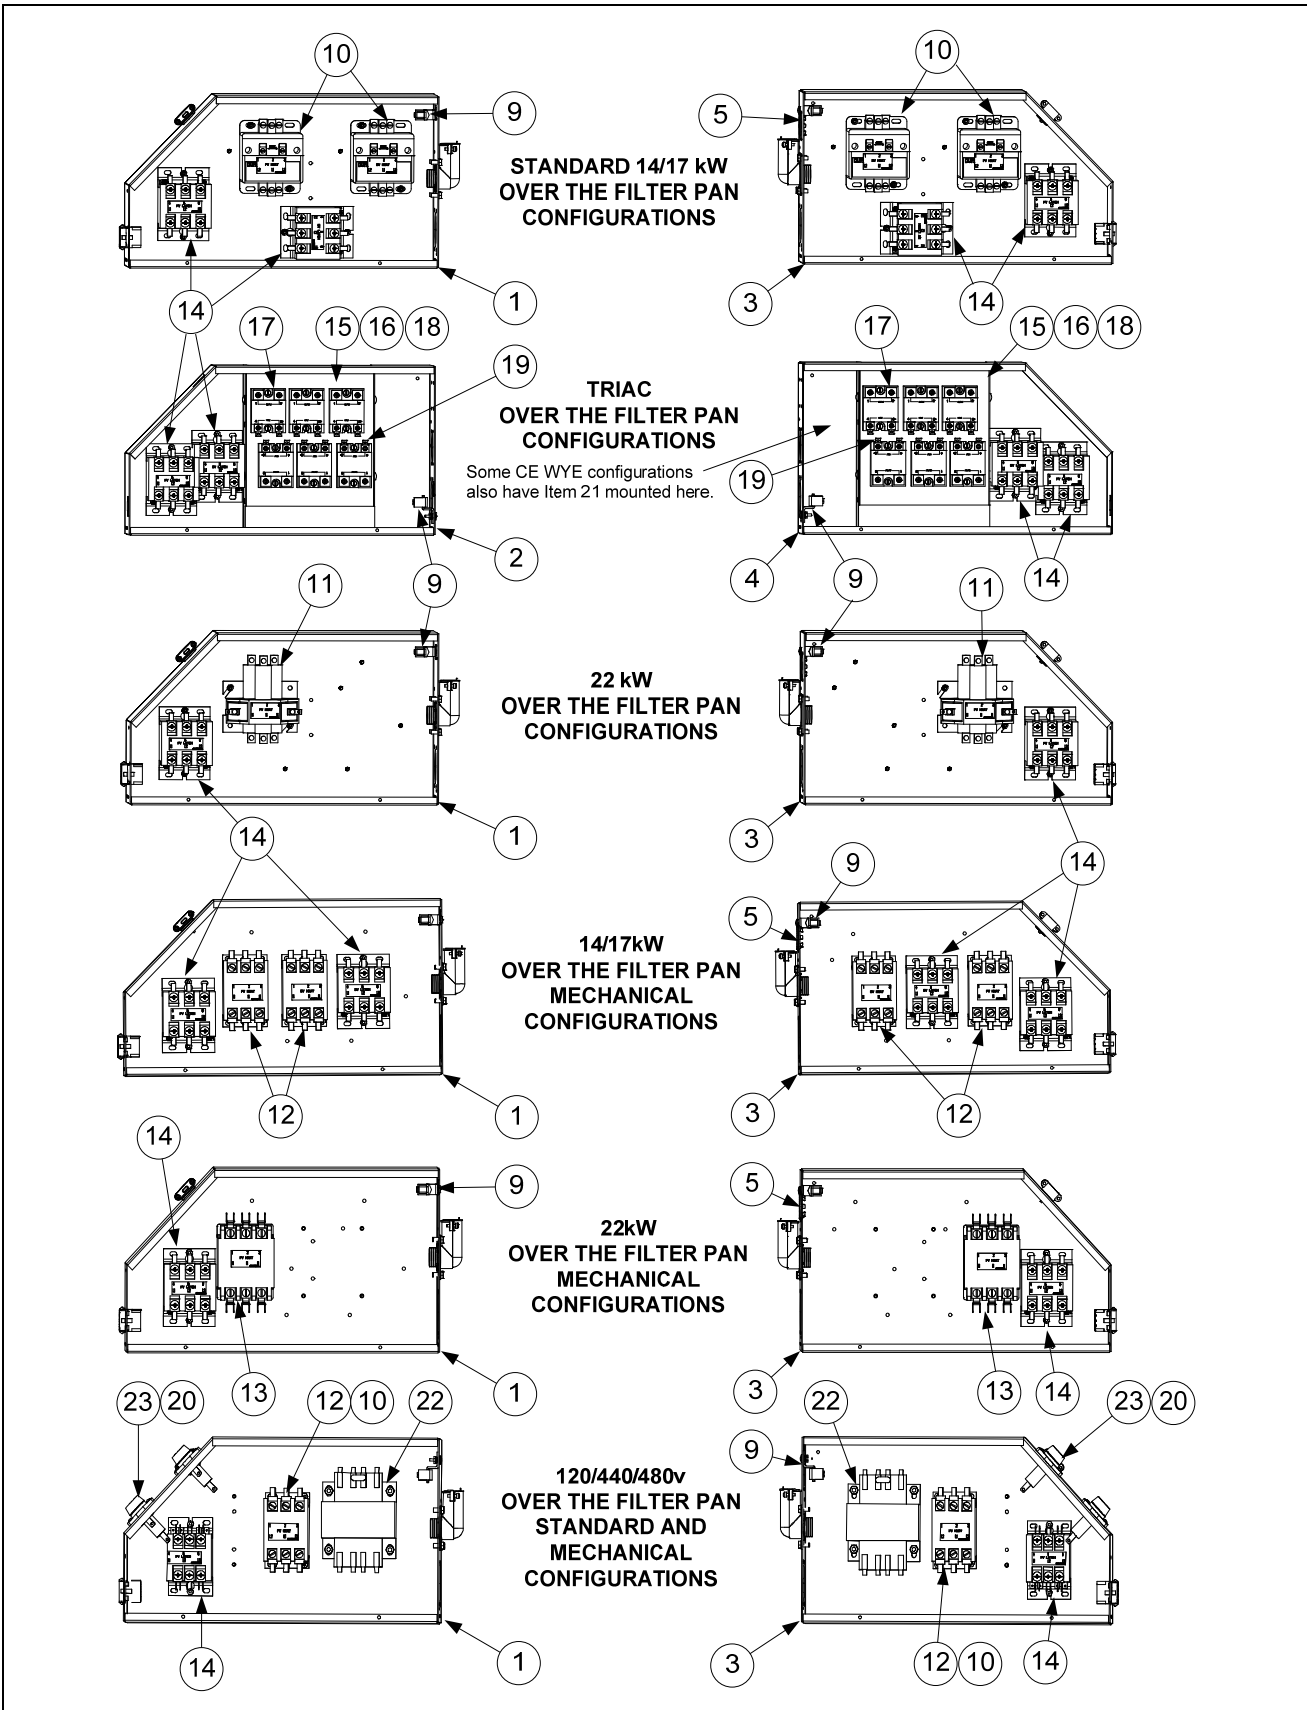 10
10
9
5
STANDARD 14/17 kW
OVER THE FILTER PAN
CONFIGURATIONS
14
1
3
14
17
15 16 18
19
TRIAC
OVER THE FILTER PAN
CONFIGURATIONS
Some CE WYE configurations
also have Item 21 mounted here.
17
15 16 18
19
2
9
4
9
14
11
11
22 kW
OVER THE FILTER PAN
CONFIGURATIONS
14
1
3
14
9
5
14/17kW
OVER THE FILTER PAN
MECHANICAL
CONFIGURATIONS
12
1
3
12
14
9
5
22kW
OVER THE FILTER PAN
MECHANICAL
CONFIGURATIONS
13
1
3
13
14
23 20
12 10
22
120/440/480v
OVER THE FILTER PAN
STANDARD AND
MECHANICAL
CONFIGURATIONS
9
22
23 20
14
1
3
12 10
14